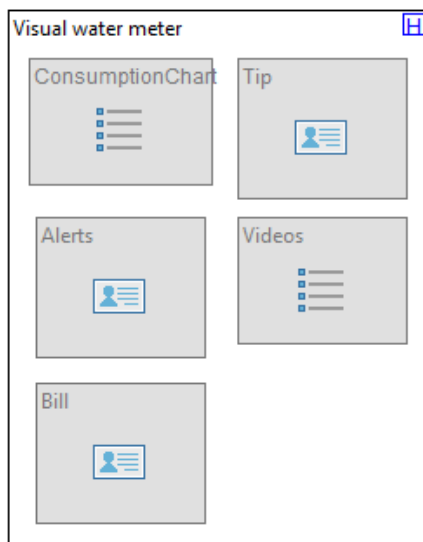 Visual water meter
H
ConsumptionChart
Tip
Alerts
Videos
Bill